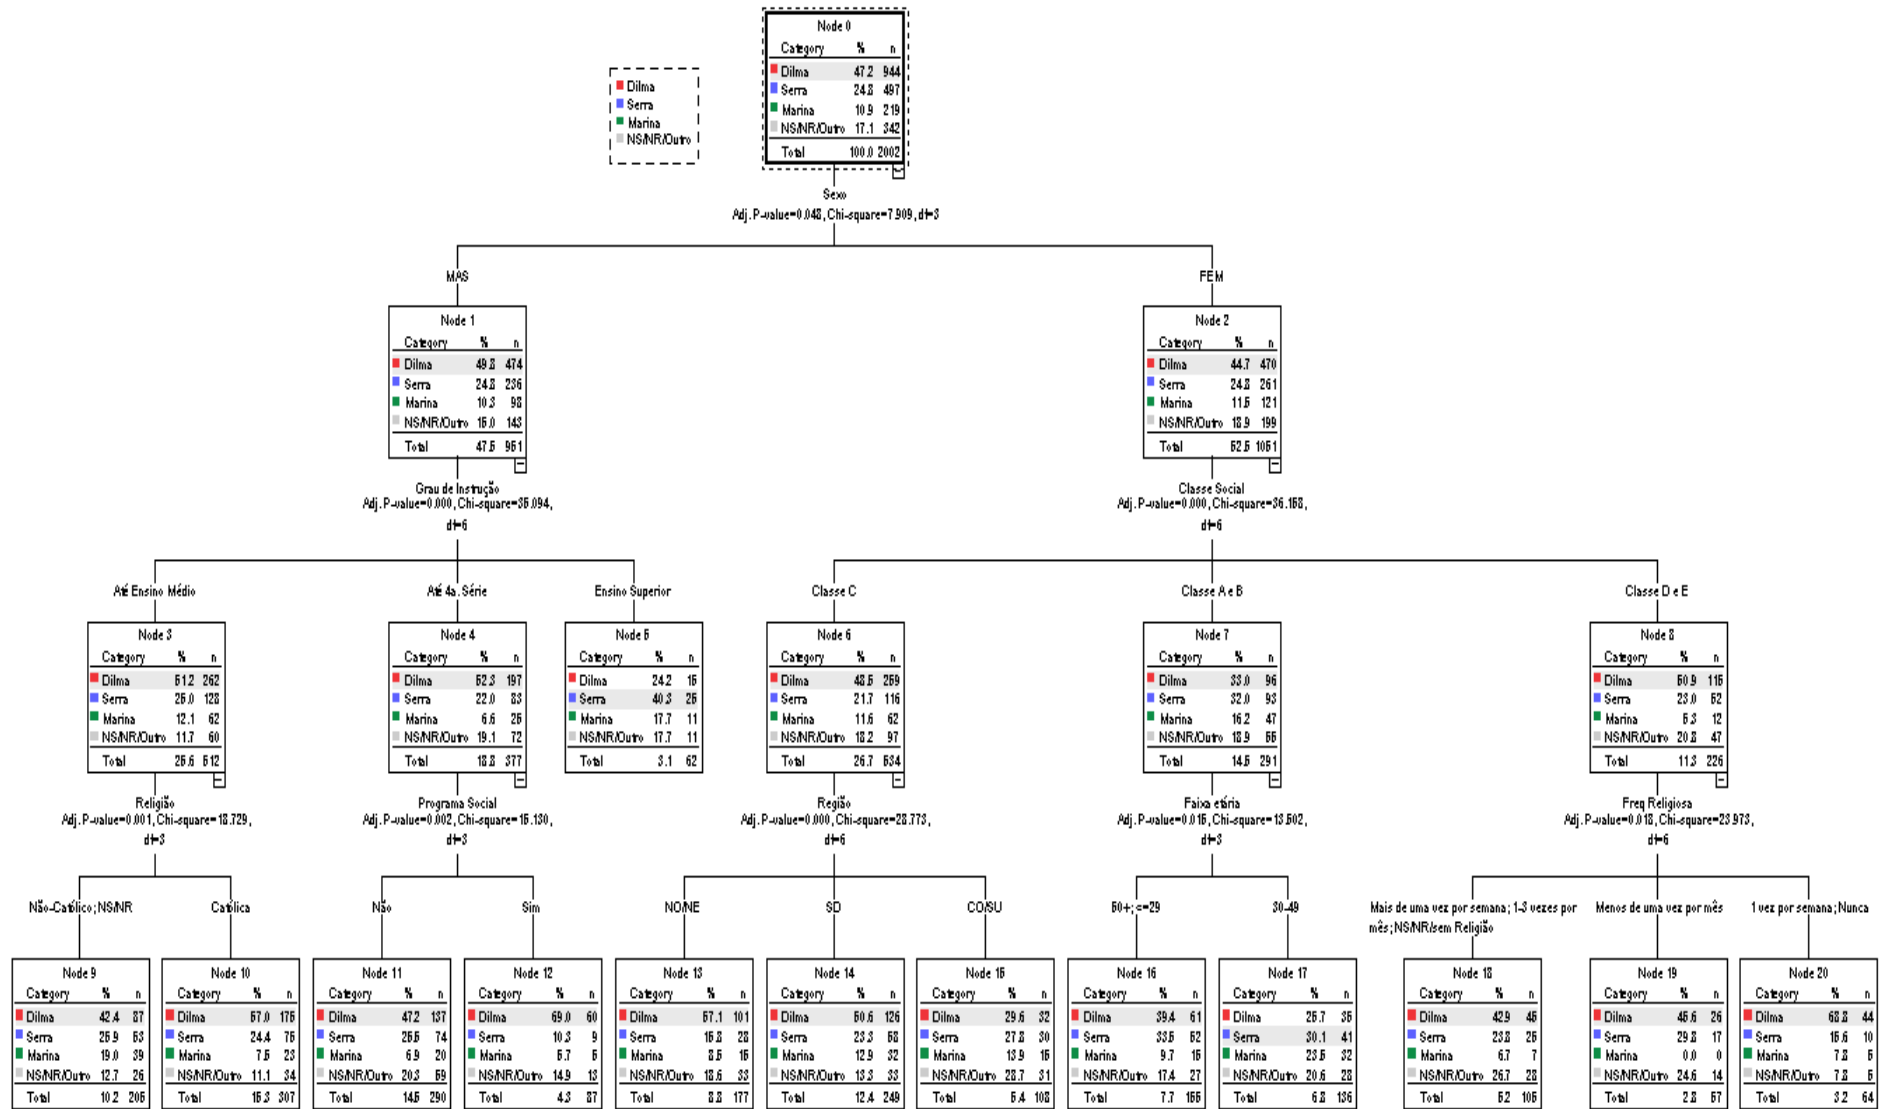 Node 0
Category % n
Dilma 47.2 944
Serra 24.8 497
Marina 10.9 219
NS/NR/Outro 17.1 342
Total 100.0 2002
Dilma
Serra
Marina
NS/NR/Outro
Sexo
Adj. P-value=0.048, Chi-square=7.909, df=3
MAS
FEM
Node 1
Category % n
Dilma 49.8 474
Serra 24.8 236
Marina 10.3 98
NS/NR/Outro 15.0 143
Total 47.5 951
Node 2
Category % n
Dilma 44.7 470
Serra 24.8 261
Marina 11.5 121
NS/NR/Outro 18.9 199
Total 52.5 1051
Grau de Instrução
Adj. P-value=0.000, Chi-square=35.094,
df=6
Classe Social
Adj. P-value=0.000, Chi-square=36.158,
df=6
Até Ensino Médio
Até 4a. Série
Ensino Superior
Classe C
Classe A e B
Classe D e E
Node 3
Category % n
Dilma 51.2 262
Serra 25.0 128
Marina 12.1 62
NS/NR/Outro 11.7 60
Total 25.6 512
Node 4
Category % n
Dilma 52.3 197
Serra 22.0 83
Marina 6.6 25
NS/NR/Outro 19.1 72
Total 18.8 377
Node 5
Category % n
Dilma 24.2 15
Serra 40.3 25
Marina 17.7 11
NS/NR/Outro 17.7 11
Total 3.1 62
Node 6
Category % n
Dilma 48.5 259
Serra 21.7 116
Marina 11.6 62
NS/NR/Outro 18.2 97
Total 26.7 534
Node 7
Category % n
Dilma 33.0 96
Serra 32.0 93
Marina 16.2 47
NS/NR/Outro 18.9 55
Total 14.5 291
Node 8
Category % n
Dilma 50.9 115
Serra 23.0 52
Marina 5.3 12
NS/NR/Outro 20.8 47
Total 11.3 226
Religião
Adj. P-value=0.001, Chi-square=18.729,
df=3
Programa Social
Adj. P-value=0.002, Chi-square=15.130,
df=3
Região
Adj. P-value=0.000, Chi-square=28.773,
df=6
Faixa etária
Adj. P-value=0.015, Chi-square=13.502,
df=3
Freq Religiosa
Adj. P-value=0.018, Chi-square=23.973,
df=6
Não-Católico; NS/NR
Católica
Não
Sim
NO/NE
SD
CO/SU
50+; <=29
30-49
Mais de uma vez por semana; 1-3 vezes por
mês; NS/NR/sem Religião
Menos de uma vez por mês
1 vez por semana; Nunca
Node 9
Category % n
Dilma 42.4 87
Serra 25.9 53
Marina 19.0 39
NS/NR/Outro 12.7 26
Total 10.2 205
Node 10
Category % n
Dilma 57.0 175
Serra 24.4 75
Marina 7.5 23
NS/NR/Outro 11.1 34
Total 15.3 307
Node 11
Category % n
Dilma 47.2 137
Serra 25.5 74
Marina 6.9 20
NS/NR/Outro 20.3 59
Total 14.5 290
Node 12
Category % n
Dilma 69.0 60
Serra 10.3 9
Marina 5.7 5
NS/NR/Outro 14.9 13
Total 4.3 87
Node 13
Category % n
Dilma 57.1 101
Serra 15.8 28
Marina 8.5 15
NS/NR/Outro 18.6 33
Total 8.8 177
Node 14
Category % n
Dilma 50.6 126
Serra 23.3 58
Marina 12.9 32
NS/NR/Outro 13.3 33
Total 12.4 249
Node 15
Category % n
Dilma 29.6 32
Serra 27.8 30
Marina 13.9 15
NS/NR/Outro 28.7 31
Total 5.4 108
Node 16
Category % n
Dilma 39.4 61
Serra 33.5 52
Marina 9.7 15
NS/NR/Outro 17.4 27
Total 7.7 155
Node 17
Category % n
Dilma 25.7 35
Serra 30.1 41
Marina 23.5 32
NS/NR/Outro 20.6 28
Total 6.8 136
Node 18
Category % n
Dilma 42.9 45
Serra 23.8 25
Marina 6.7 7
NS/NR/Outro 26.7 28
Total 5.2 105
Node 19
Category % n
Dilma 45.6 26
Serra 29.8 17
Marina 0.0 0
NS/NR/Outro 24.6 14
Total 2.8 57
Node 20
Category % n
Dilma 68.8 44
Serra 15.6 10
Marina 7.8 5
NS/NR/Outro 7.8 5
Total 3.2 64